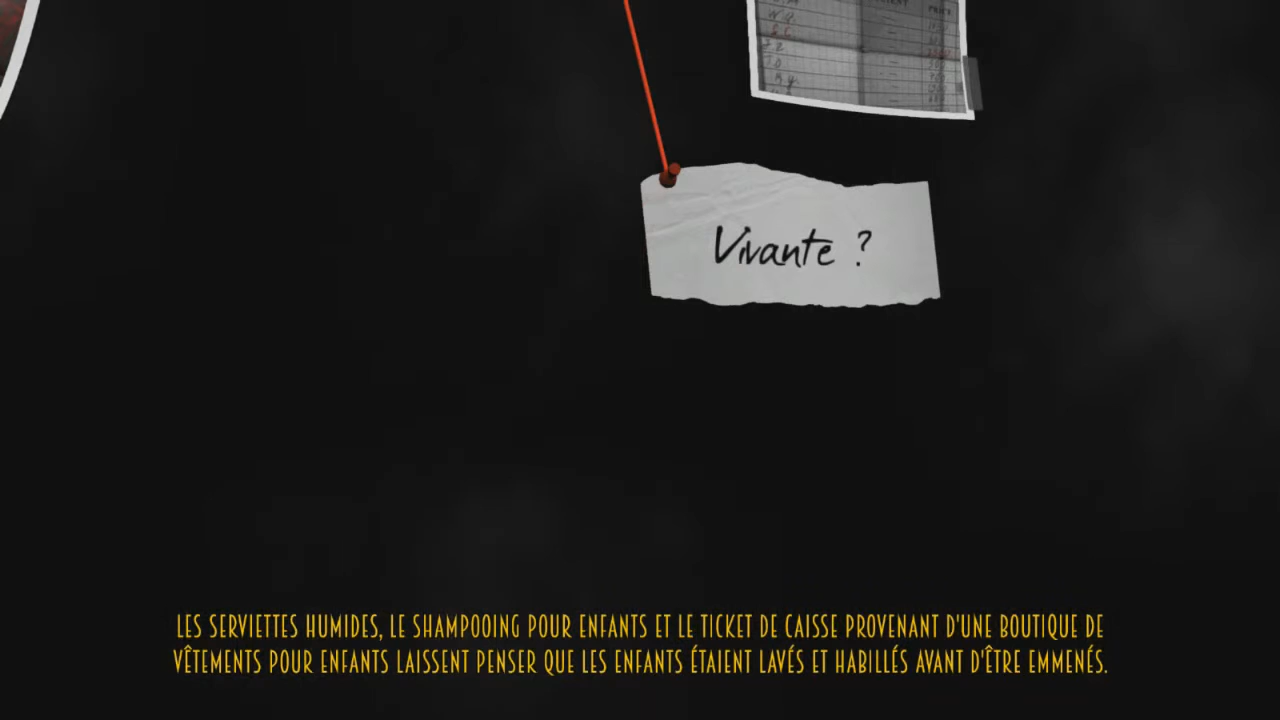 PRICE
Vivante ?
LES SERVIETTES HUMIDES, LE SHAMPOOING POUR ENFANTS ET LE TICKET DE CAISSE PROVENANT D'UNE BOUTIQUE DE
VÊTEMENTS POUR ENFANTS LAISSENT PENSER QUE LES ENFANTS ÉTAIENT LAVÉS ET HABILLÉS AVANT D'ÊTRE EMMENÉS.